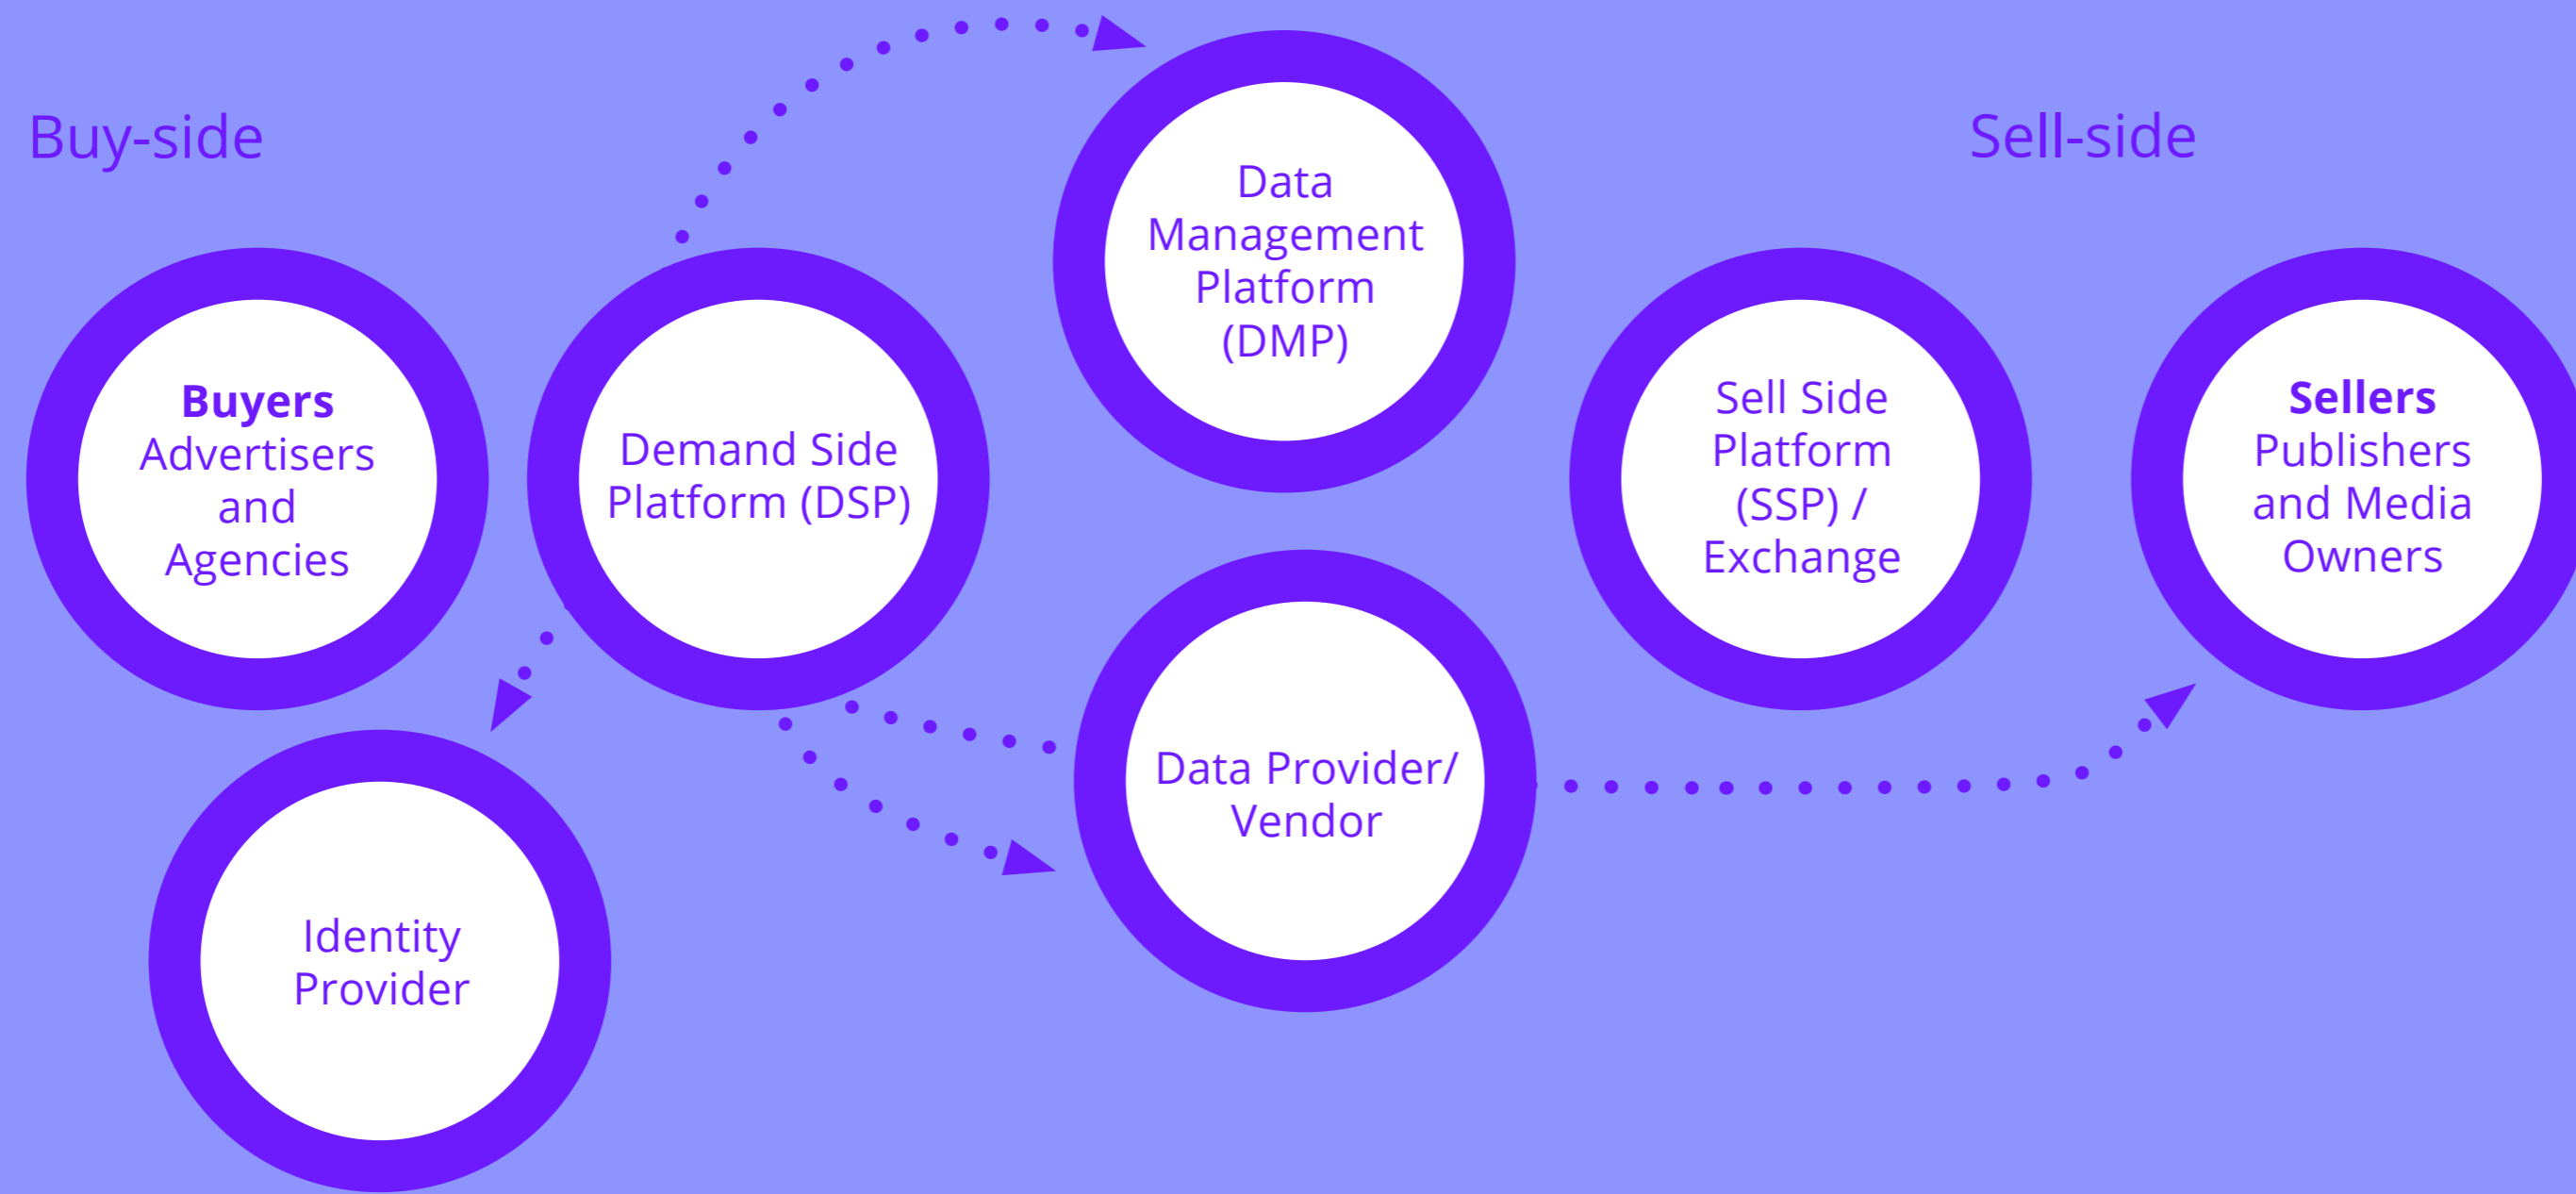 Buy-side
Sell-side
Buyers
Advertisers
and
Agencies
Demand Side
Platform (DSP)
Data
Management
Platform
(DMP)
Sell Side
Platform
(SSP) /
Exchange
Sellers
Publishers
and Media
Owners
Identity
Provider
Data Provider/
Vendor